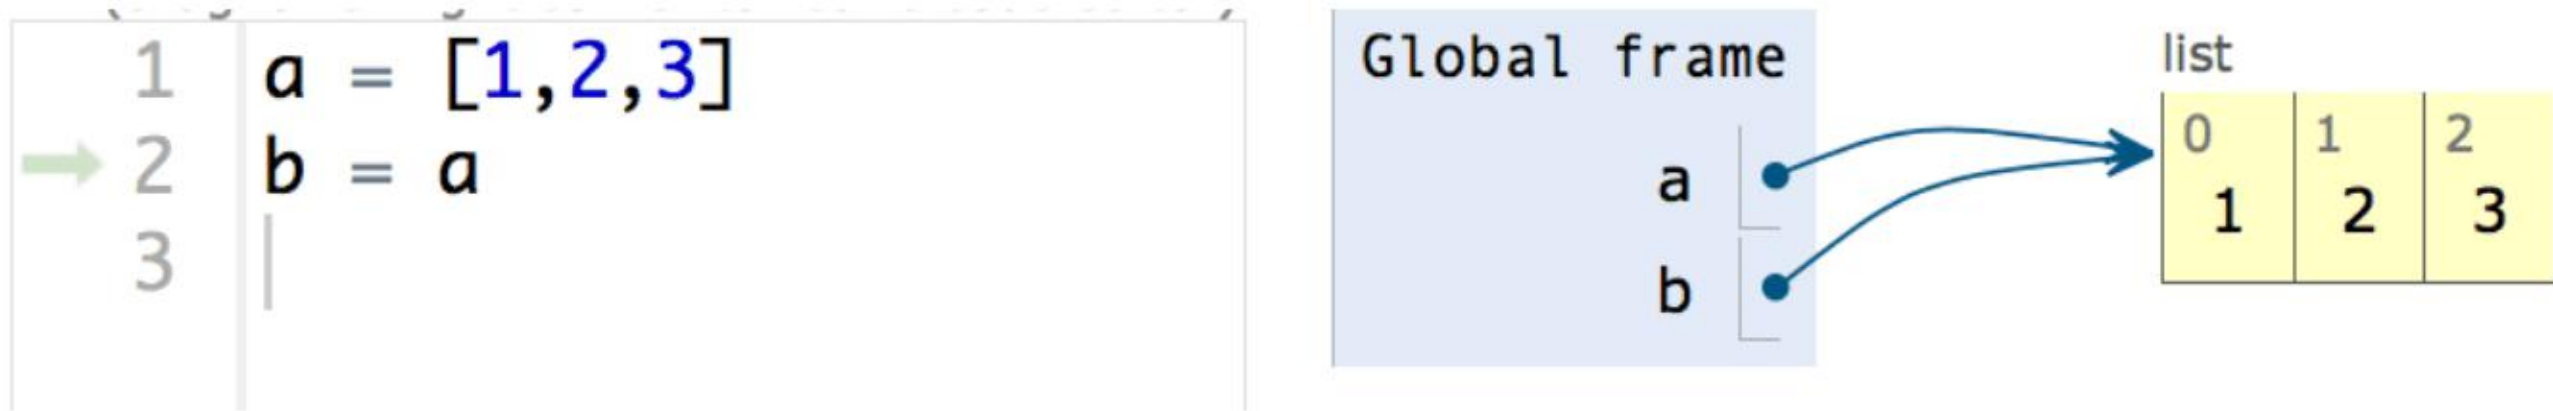 1 a = [1,2,3]
2 b = a
3
Global frame
a
b
list
0 1 2
1 2 3